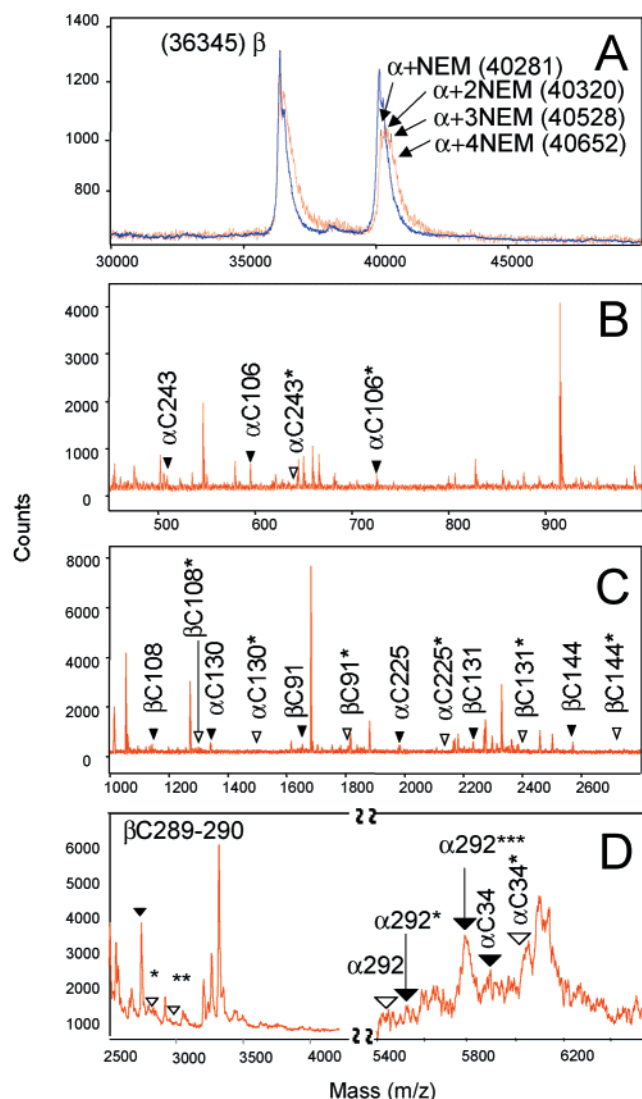 A
(36345) β
α+NEM (40281)
α+2NEM (40320)
α+3NEM (40528)
α+4NEM (40652)
1400
1200
1000
800
30000 35000 40000 45000
B
4000
3000
2000
1000
0
αC243
αC106
αC243*
αC106*
500 600 700 800 900
Counts
C
8000
6000
4000
2000
0
βC108
βC108*
αC130
αC130*
βC91
βC91*
αC225
αC225*
βC131
βC131*
βC144
βC144*
1000 1200 1400 1600 1800 2000 2200 2400 2600
D
βC289-290
6000
5000
4000
3000
2000
1000
*
**
α292
α292*
α292***
αC34
αC34*
2500 3000 3500 4000 5400 5800 6200
Mass (m/z)